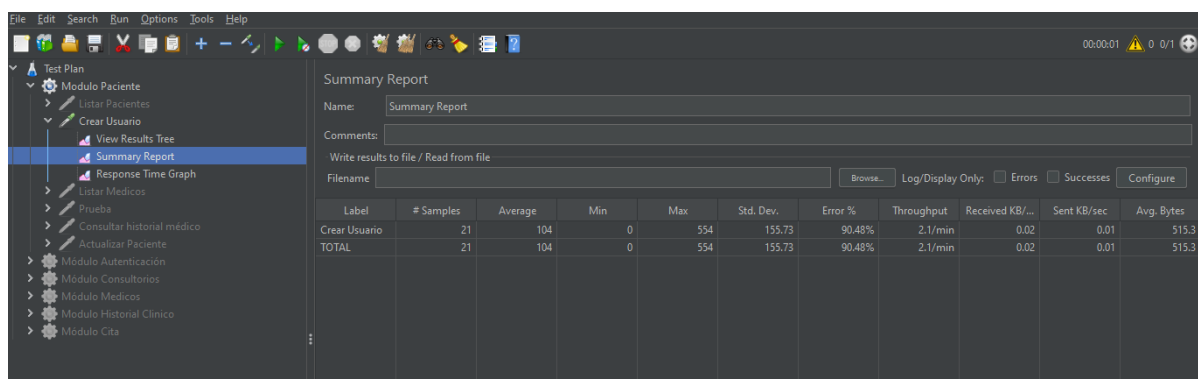 File Edit Search Run Options Tools Help
00:00:01 0 0/1
Test Plan
Modulo Paciente
Listar Pacientes
Crear Usuario
View Results Tree
Summary Report
Response Time Graph
Listar Medicos
Prueba
Consultar historial médico
Actualizar Paciente
Módulo Autenticación
Módulo Consultorios
Módulo Medicos
Modulo Historial Clinico
Módulo Cita
Summary Report
Name: Summary Report
Comments:
Write results to file / Read from file
Filename Browse... Log/Display Only: Errors Successes Configure
Label # Samples Average Min Max Std. Dev. Error % Throughput Received KB/... Sent KB/sec Avg. Bytes
Crear Usuario 21 104 0 554 155.73 90.48% 2.1/min 0.02 0.01 515.3
TOTAL 21 104 0 554 155.73 90.48% 2.1/min 0.02 0.01 515.3